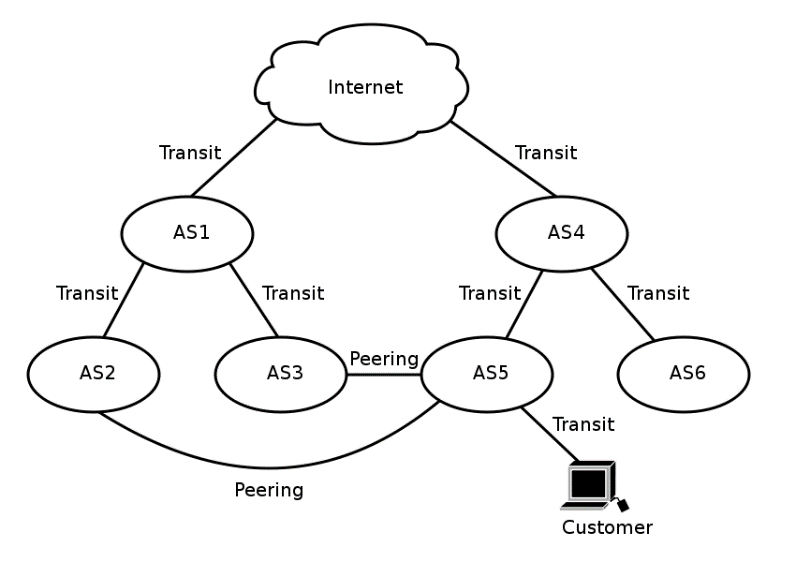 Internet
Transit
Transit
AS1
AS4
Transit
Transit
Transit
Transit
Peering
AS2
AS3
AS5
AS6
Transit
Peering
Customer